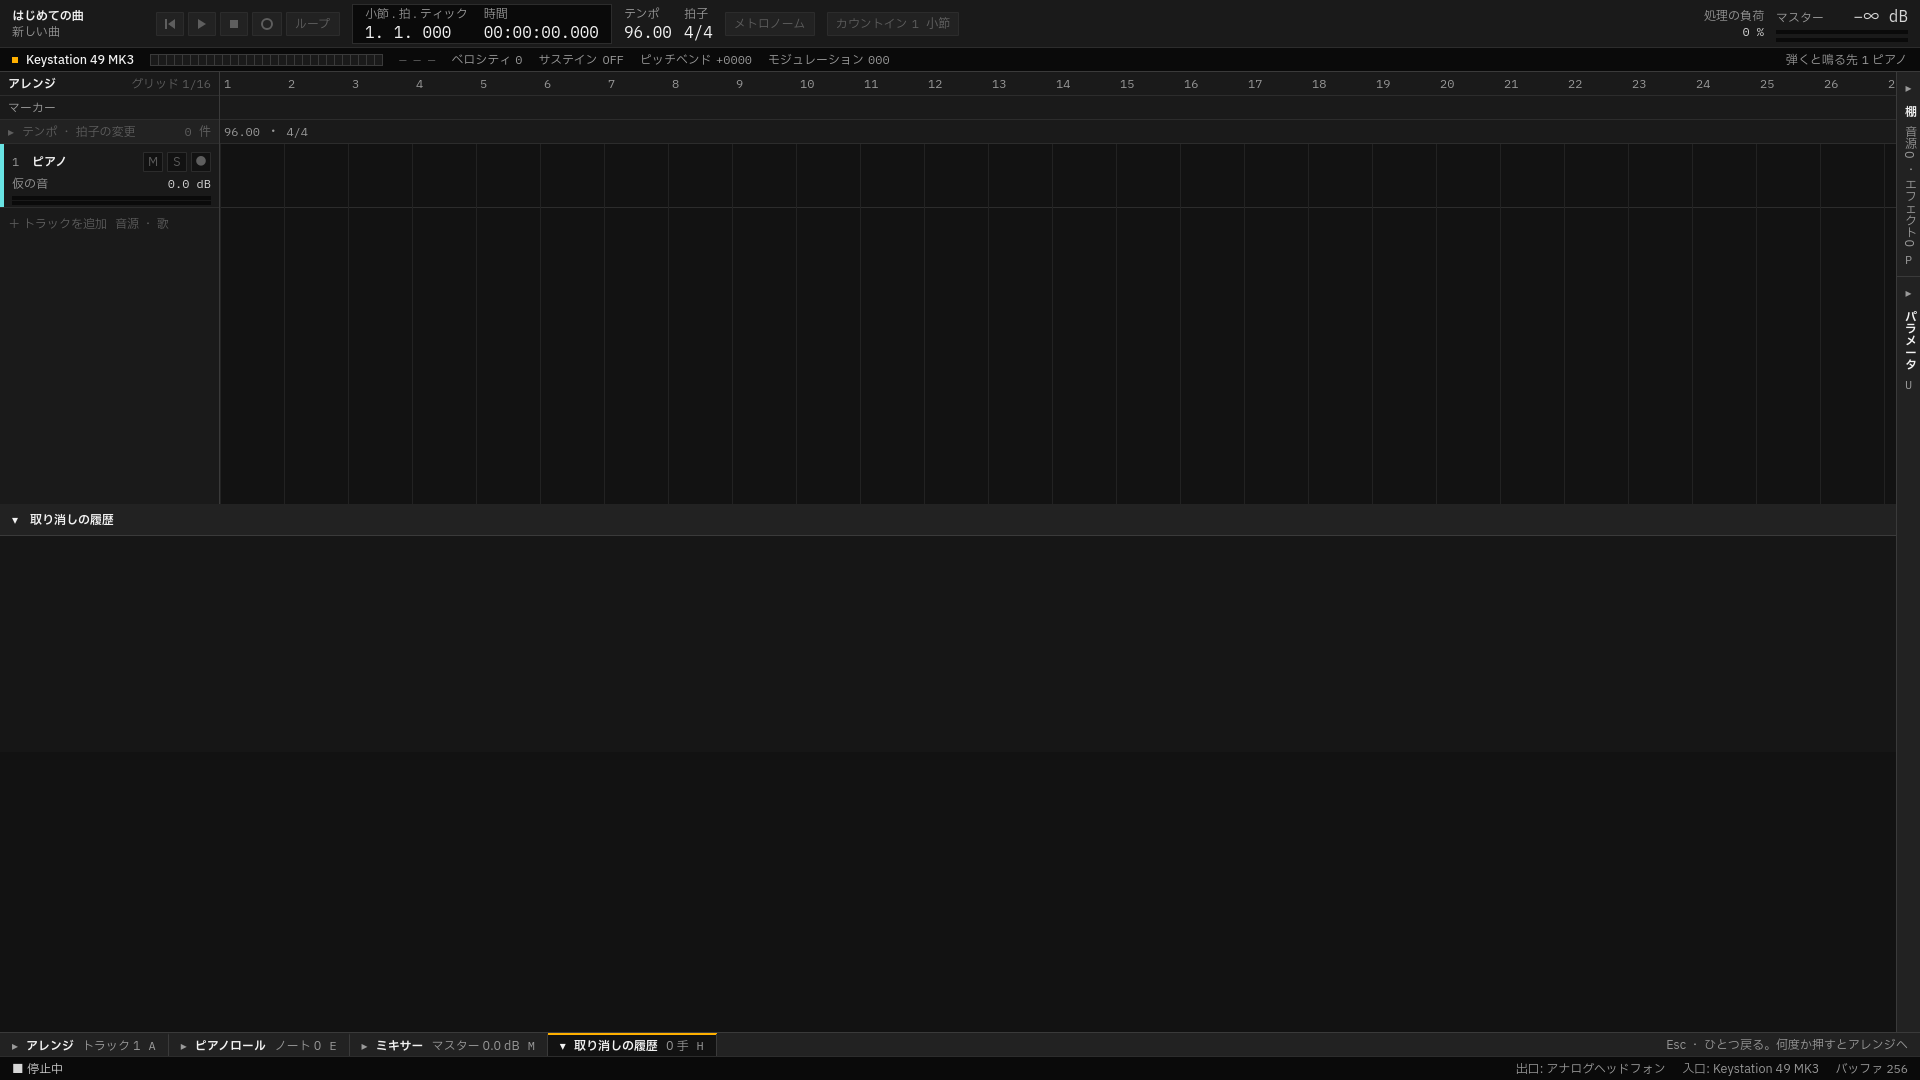 はじめての曲
新しい曲
ループ
小節 . 拍 . ティック 時間
1. 1. 000 00:00:00.000
テンポ 拍子
96.00 4/4
メトロノーム
カウントイン 1 小節
処理の負荷 マスター −∞ dB
0 %
Keystation 49 MK3 — — — ベロシティ 0 サステイン OFF ピッチベンド +0000 モジュレーション 000 弾くと鳴る先 1 ピアノ
アレンジ グリッド 1/16 1 2 3 4 5 6 7 8 9 10 11 12 13 14 15 16 17 18 19 20 21 22 23 24 25 26 2
マーカー
▸ テンポ · 拍子の変更 0 件 96.00 · 4/4
1 ピアノ M S
仮の音 0.0 dB
＋ トラックを追加 音源 · 歌
▸ 棚 音源 0 · エフェクト 0 P
▸ パラメータ U
▾ 取り消しの履歴
▸ アレンジ トラック 1 A ▸ ピアノロール ノート 0 E ▸ ミキサー マスター 0.0 dB M ▾ 取り消しの履歴 0 手 H Esc · ひとつ戻る。何度か押すとアレンジへ
■ 停止中 出口: アナログヘッドフォン 入口: Keystation 49 MK3 バッファ 256